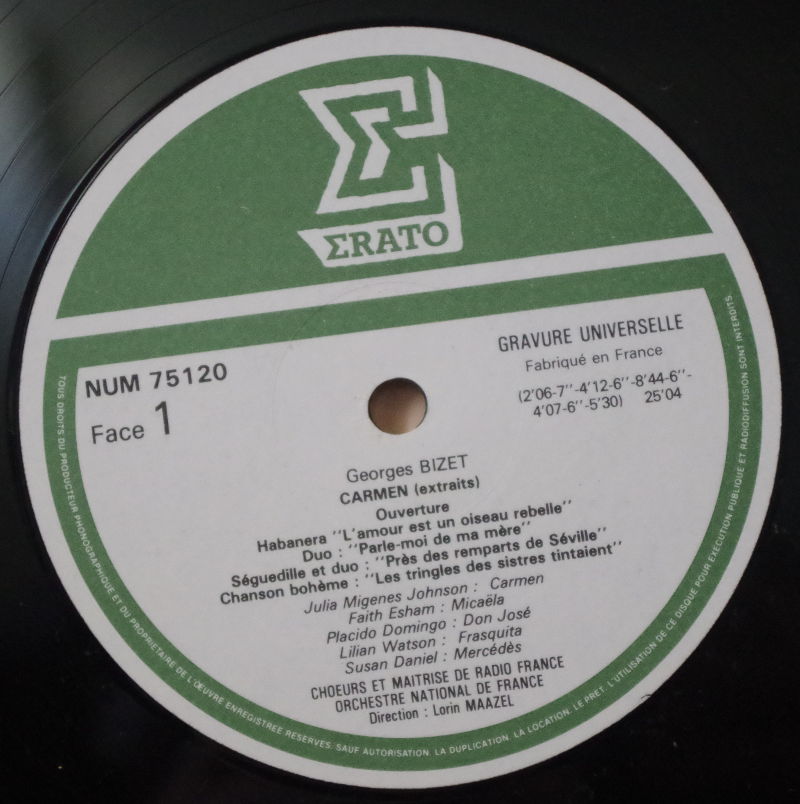 ΣRATO
NUM 75120
Face 1
GRAVURE UNIVERSELLE
Fabriqué en France
(2'06-7''-4'12-6''-8'44-6''-
4'07-6''-5'30) 25'04
Georges BIZET
CARMEN (extraits)
Ouverture
Habanera "L'amour est un oiseau rebelle"
Duo : "Parle-moi de ma mère"
Séguedille et duo : "Près des remparts de Séville"
Chanson bohème : "Les tringles des sistres tintaient"
Julia Migenes Johnson : Carmen
Faith Esham : Micaëla
Placido Domingo : Don José
Lilian Watson : Frasquita
Susan Daniel : Mercédès
CHOEURS ET MAITRISE DE RADIO FRANCE
ORCHESTRE NATIONAL DE FRANCE
Direction : Lorin MAAZEL
TOUS DROITS DU PRODUCTEUR PHONOGRAPHIQUE ET DU PROPRIETAIRE DE L'ŒUVRE ENREGISTREE RESERVES. SAUF AUTORISATION. LA DUPLICATION. LA LOCATION. LE PRET. L'UTILISATION DE CE DISQUE POUR EXECUTION PUBLIQUE ET RADIODIFFUSION SONT INTERDITS